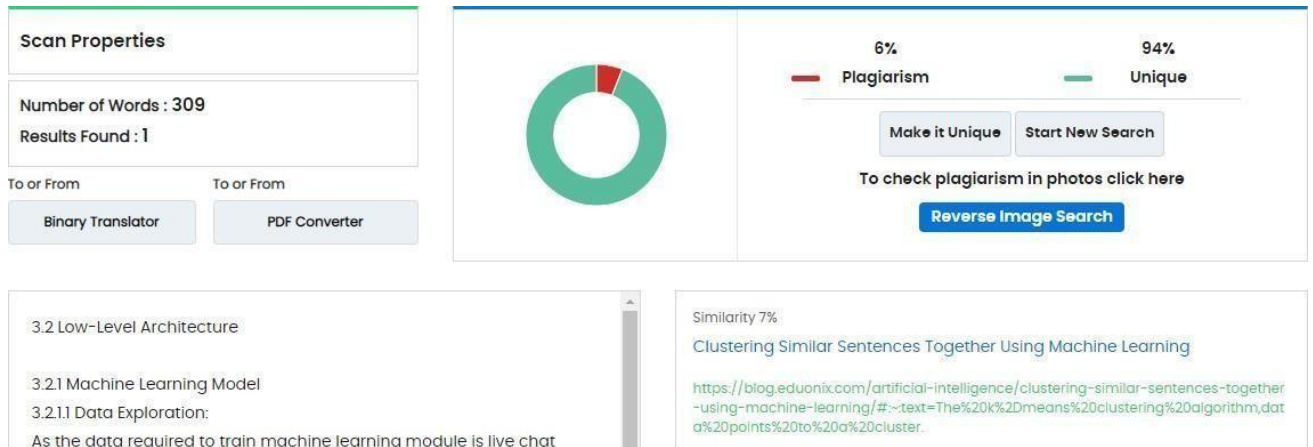 Scan Properties
Number of Words : 309
Results Found : 1
To or From
To or From
Binary Translator
PDF Converter
6%
94%
Plagiarism
Unique
Make it Unique
Start New Search
To check plagiarism in photos click here
Reverse Image Search
3.2 Low-Level Architecture
3.2.1 Machine Learning Model
3.2.1.1 Data Exploration:
As the data required to train machine learning module is live chat
Similarity 7%
Clustering Similar Sentences Together Using Machine Learning
https://blog.eduonix.com/artificial-intelligence/clustering-similar-sentences-together
-using-machine-learning/#:~:text=The%20k%2Dmeans%20clustering%20algorithm,dat
a%20points%20to%20a%20cluster.